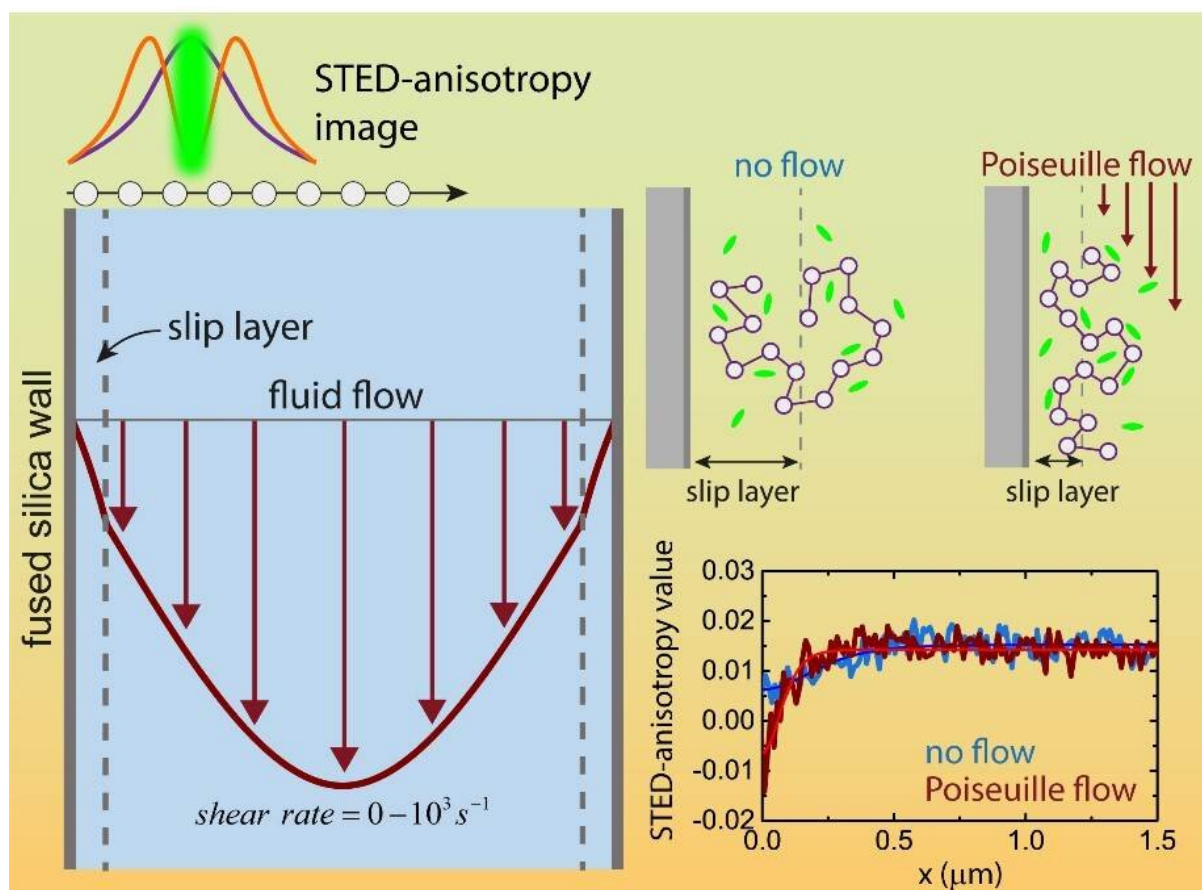 STED-anisotropy
image
slip layer
fluid flow
fused silica wall
shear rate = 0 – 10³ s⁻¹
no flow
Poiseuille flow
slip layer
slip layer
STED-anisotropy value
0.03
0.02
0.01
0.00
-0.01
-0.02
no flow
Poiseuille flow
0.0 0.5 1.0 1.5
x (μm)